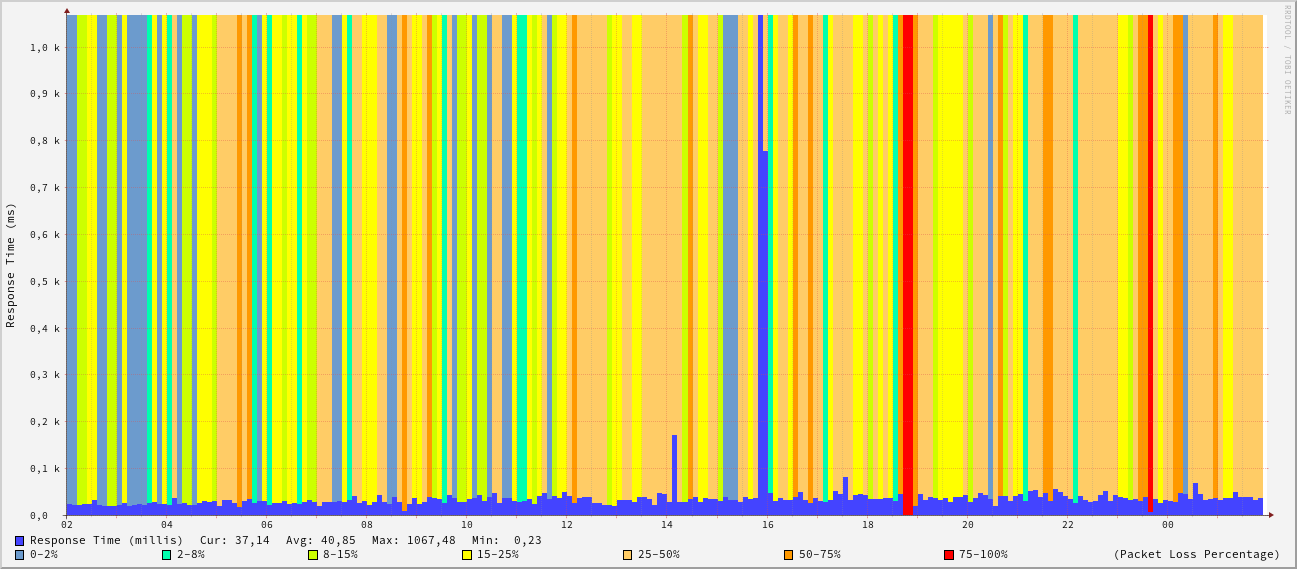 RRDTOOL / TOBI OETIKER
Response Time (ms)
1,0 k
0,9 k
0,8 k
0,7 k
0,6 k
0,5 k
0,4 k
0,3 k
0,2 k
0,1 k
0,0
02 04 06 08 10 12 14 16 18 20 22 00
Response Time (millis) Cur: 37,14 Avg: 40,85 Max: 1067,48 Min: 0,23
0-2% 2-8% 8-15% 15-25% 25-50% 50-75% 75-100% (Packet Loss Percentage)